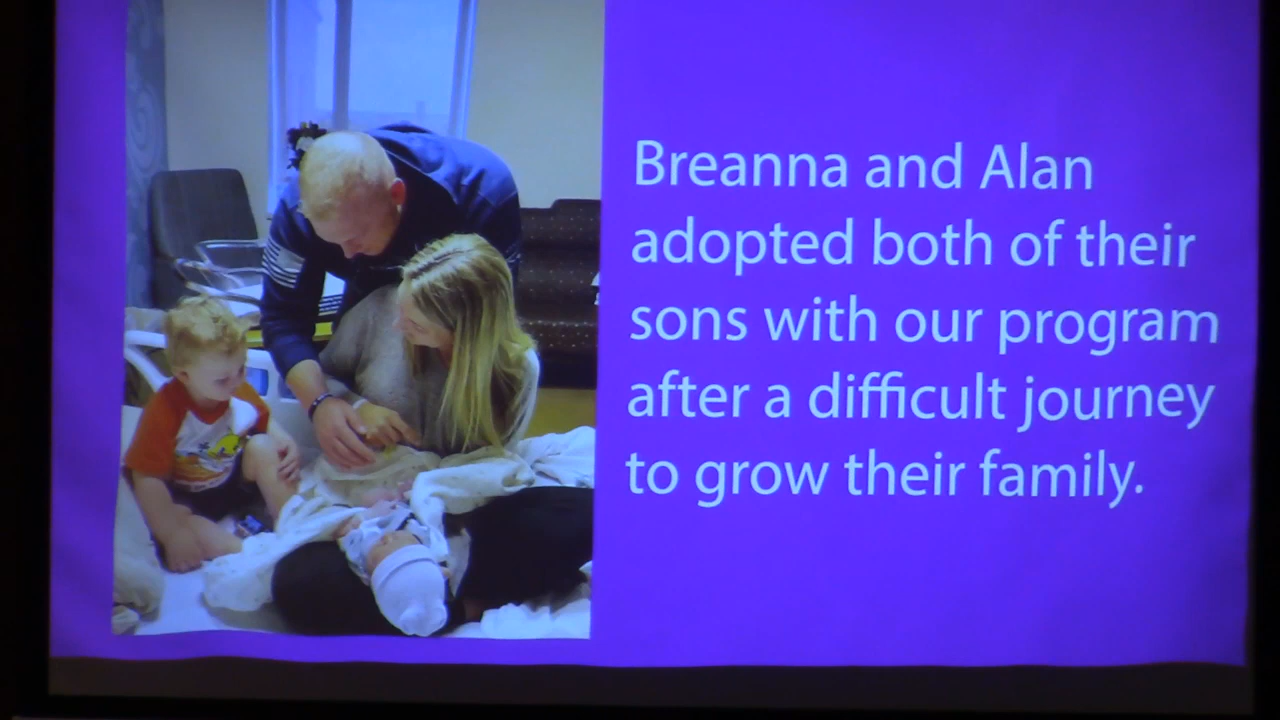 Breanna and Alan
adopted both of their
sons with our program
after a difficult journey
to grow their family.